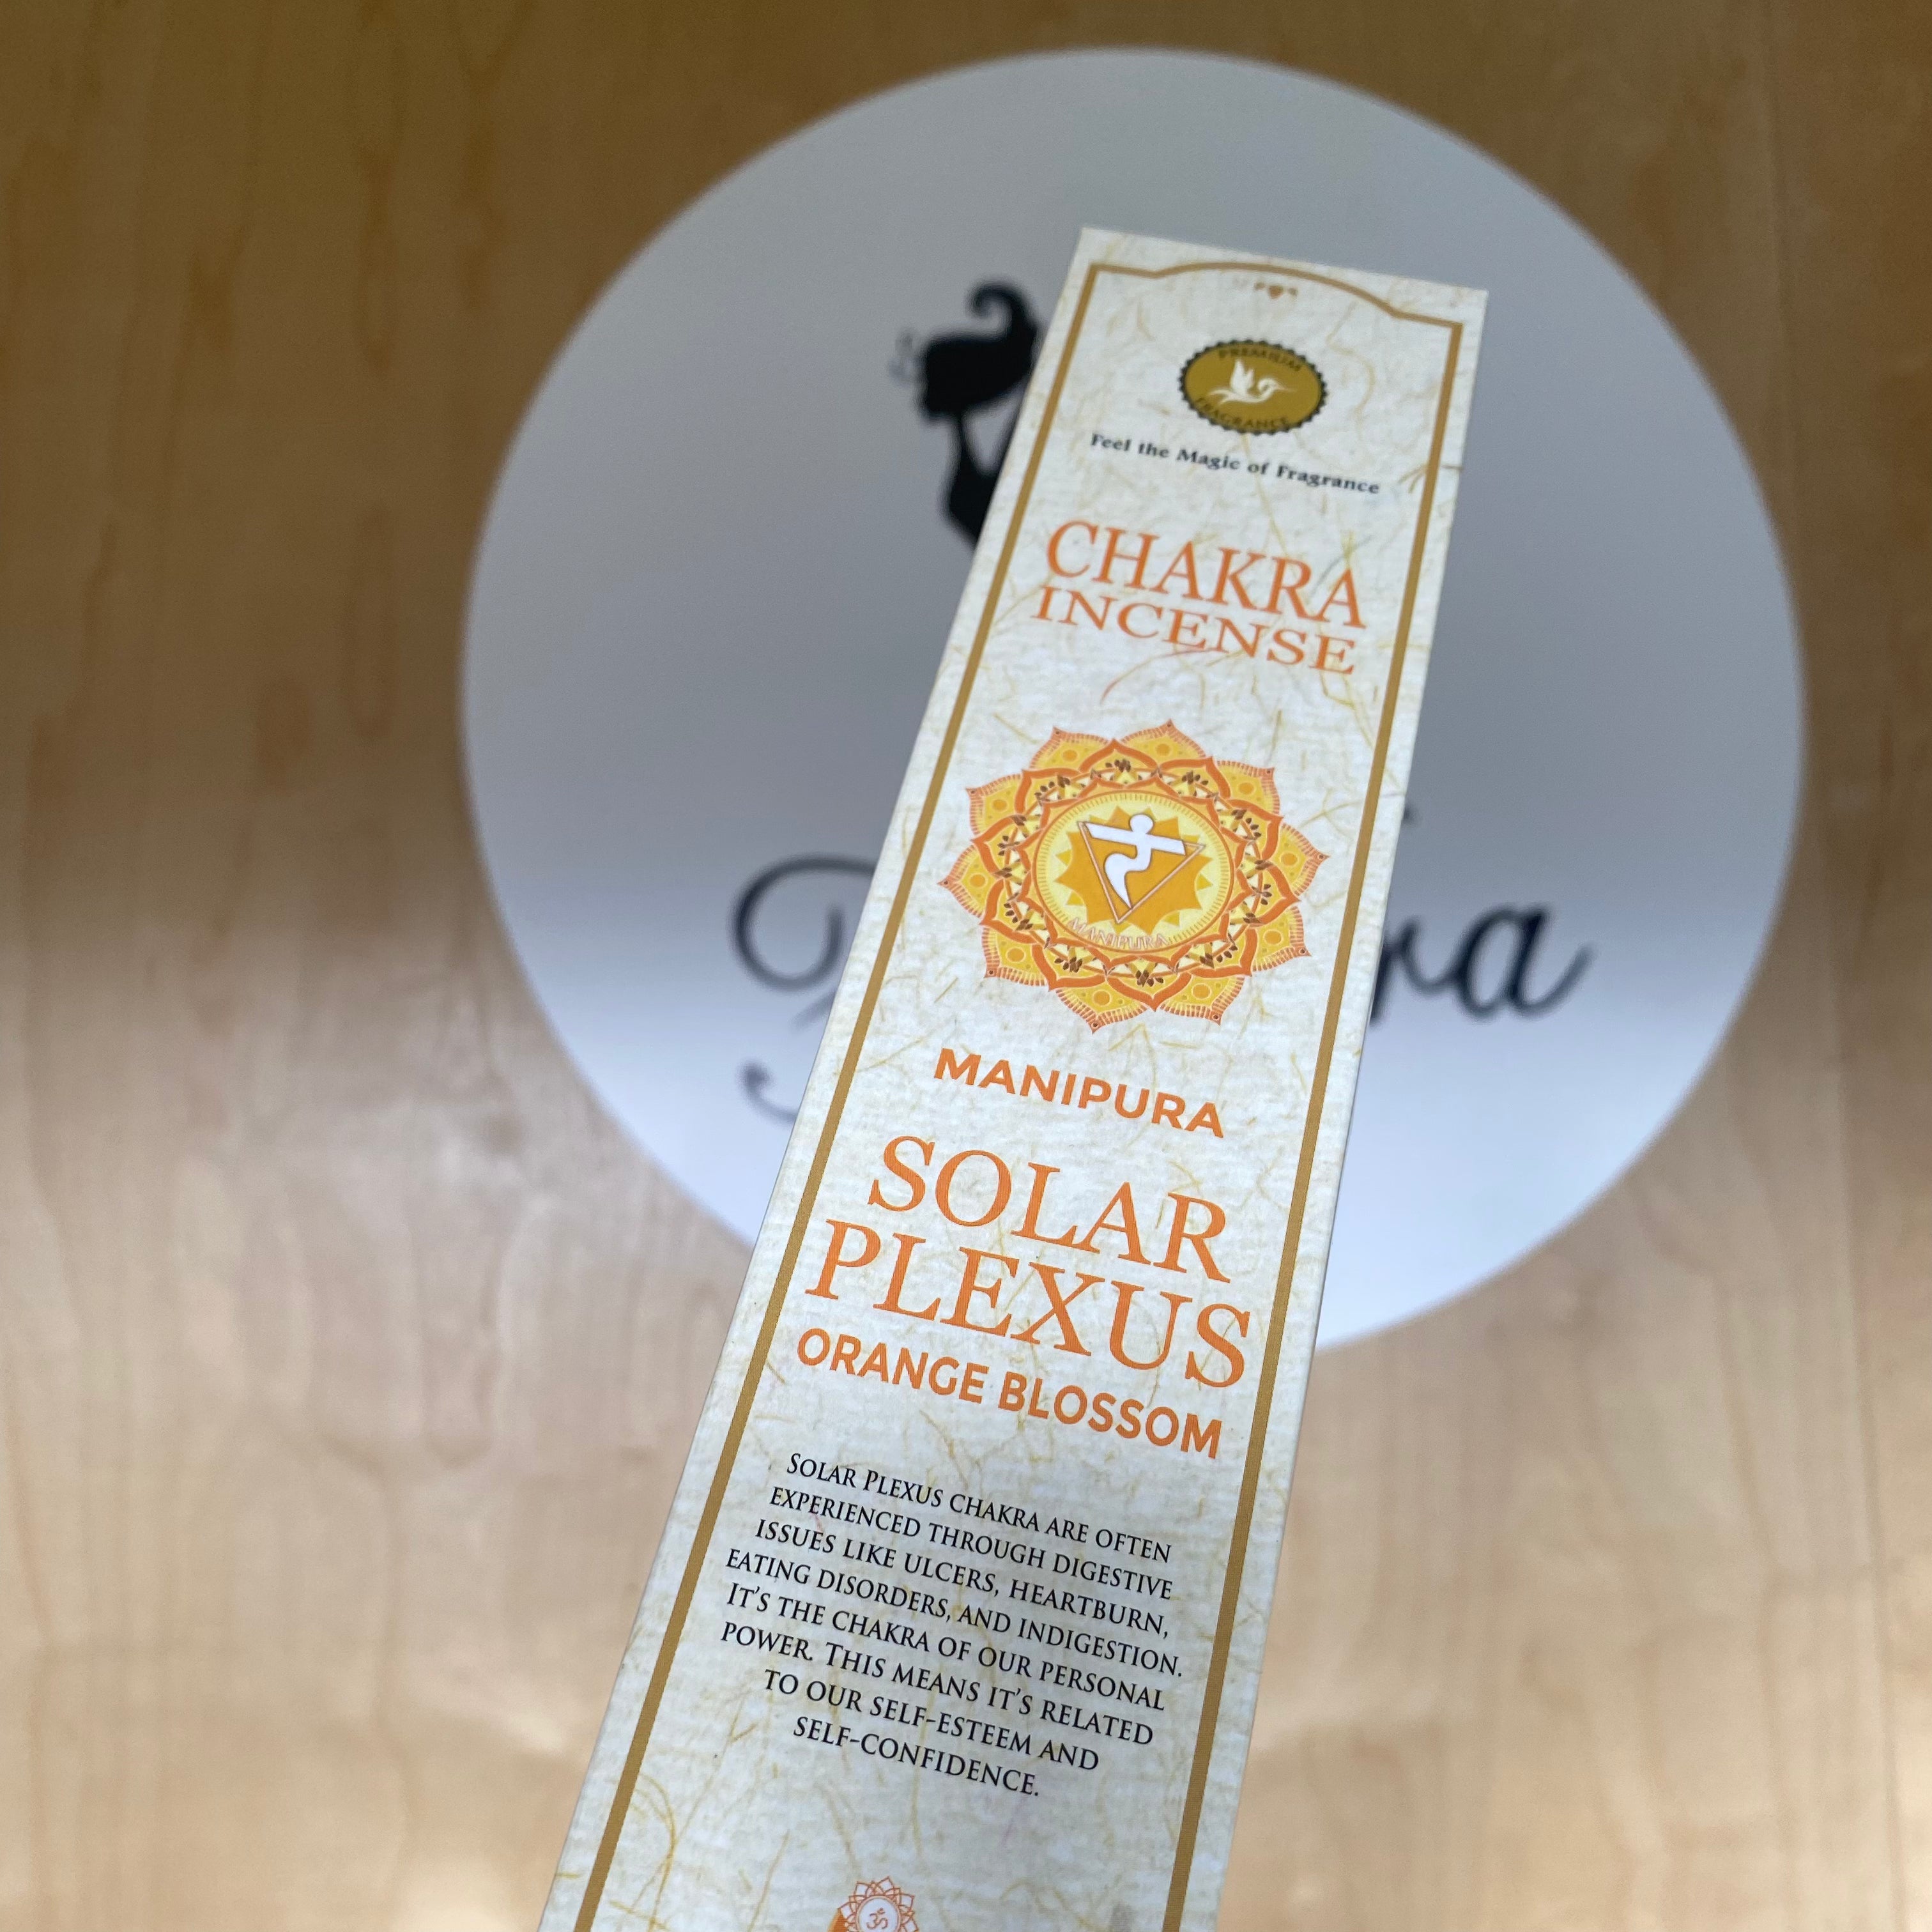 PREMIUM
FRAGRANCE
Feel the Magic of Fragrance
CHAKRA
INCENSE
MANIPURA
MANIPURA
SOLAR
PLEXUS
ORANGE BLOSSOM
SOLAR PLEXUS CHAKRA ARE OFTEN
EXPERIENCED THROUGH DIGESTIVE
ISSUES LIKE ULCERS, HEARTBURN,
EATING DISORDERS, AND INDIGESTION.
IT'S THE CHAKRA OF OUR PERSONAL
POWER. THIS MEANS IT'S RELATED
TO OUR SELF-ESTEEM AND
SELF-CONFIDENCE.
ॐ